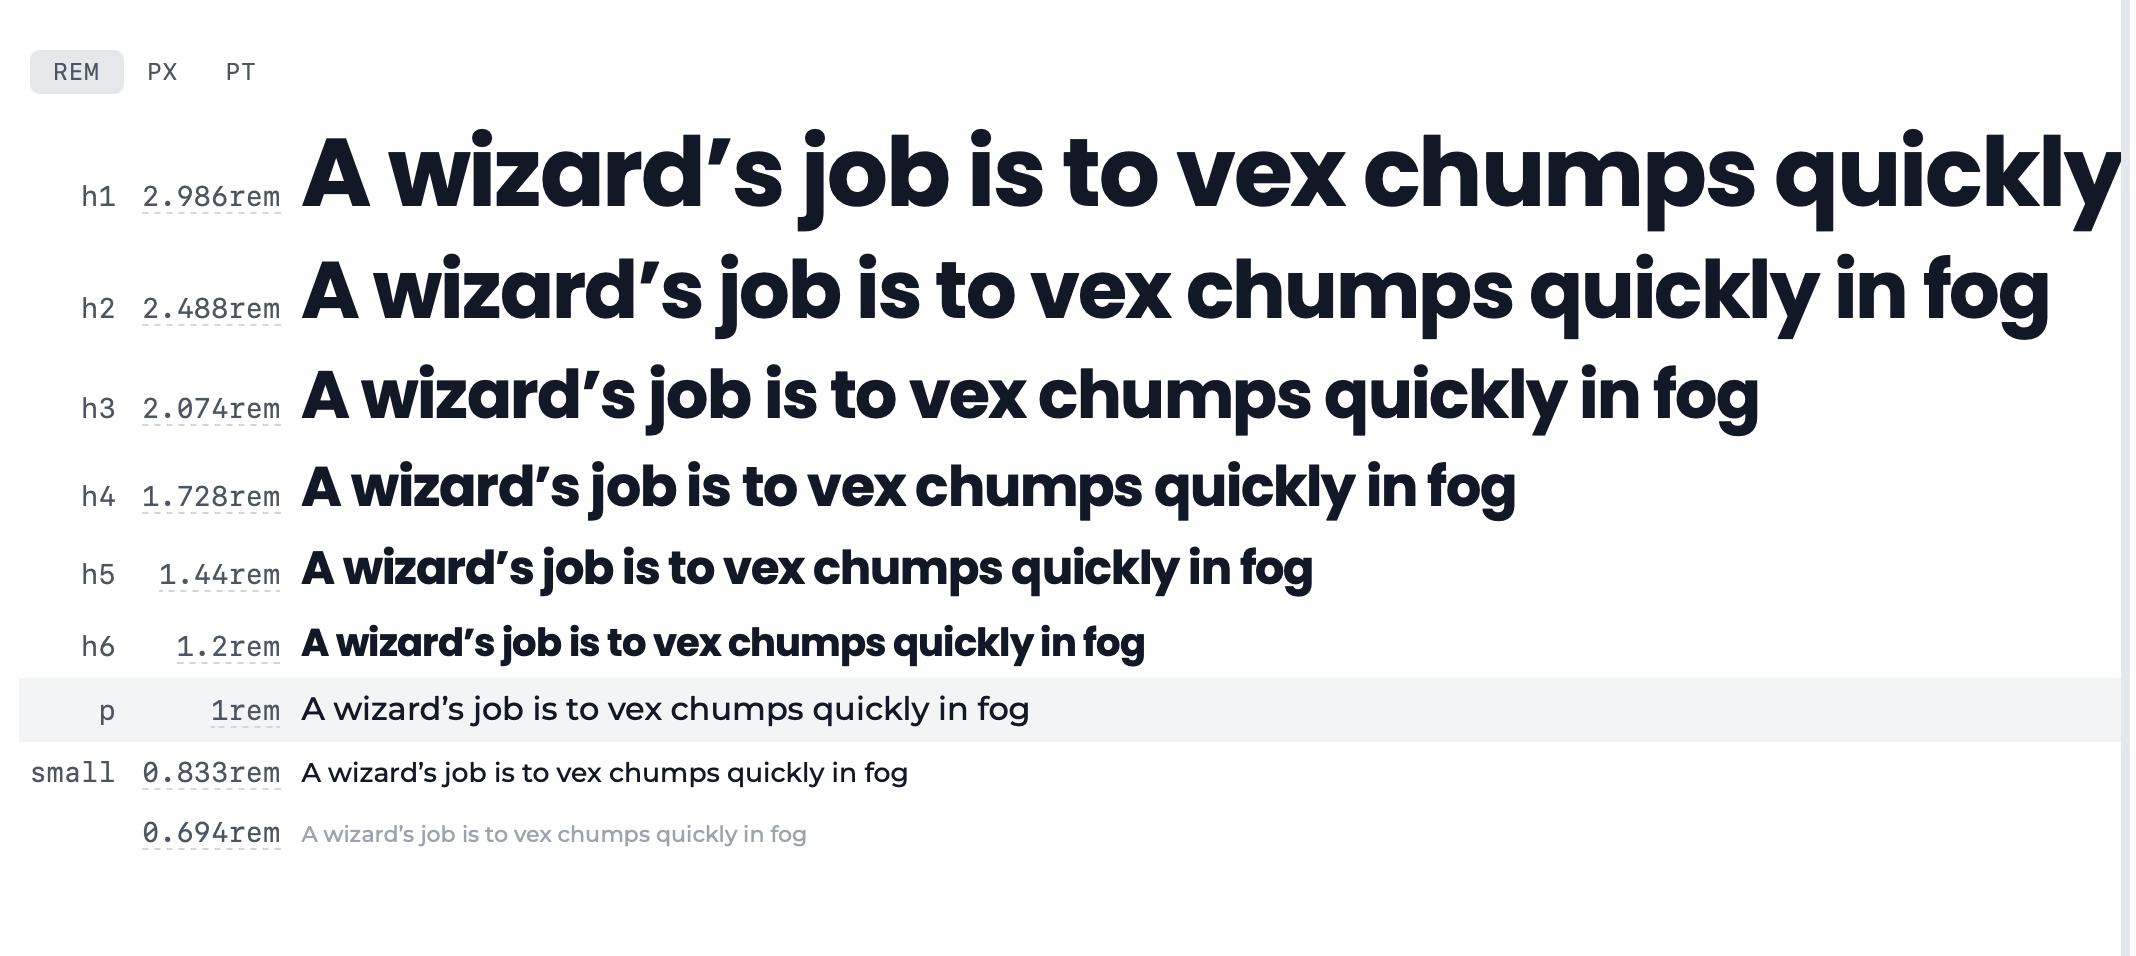 REM PX PT
h1 2.986rem A wizard’s job is to vex chumps quickly
h2 2.488rem A wizard’s job is to vex chumps quickly in fog
h3 2.074rem A wizard’s job is to vex chumps quickly in fog
h4 1.728rem A wizard’s job is to vex chumps quickly in fog
h5 1.44rem A wizard’s job is to vex chumps quickly in fog
h6 1.2rem A wizard’s job is to vex chumps quickly in fog
p 1rem A wizard’s job is to vex chumps quickly in fog
small 0.833rem A wizard’s job is to vex chumps quickly in fog
0.694rem A wizard’s job is to vex chumps quickly in fog